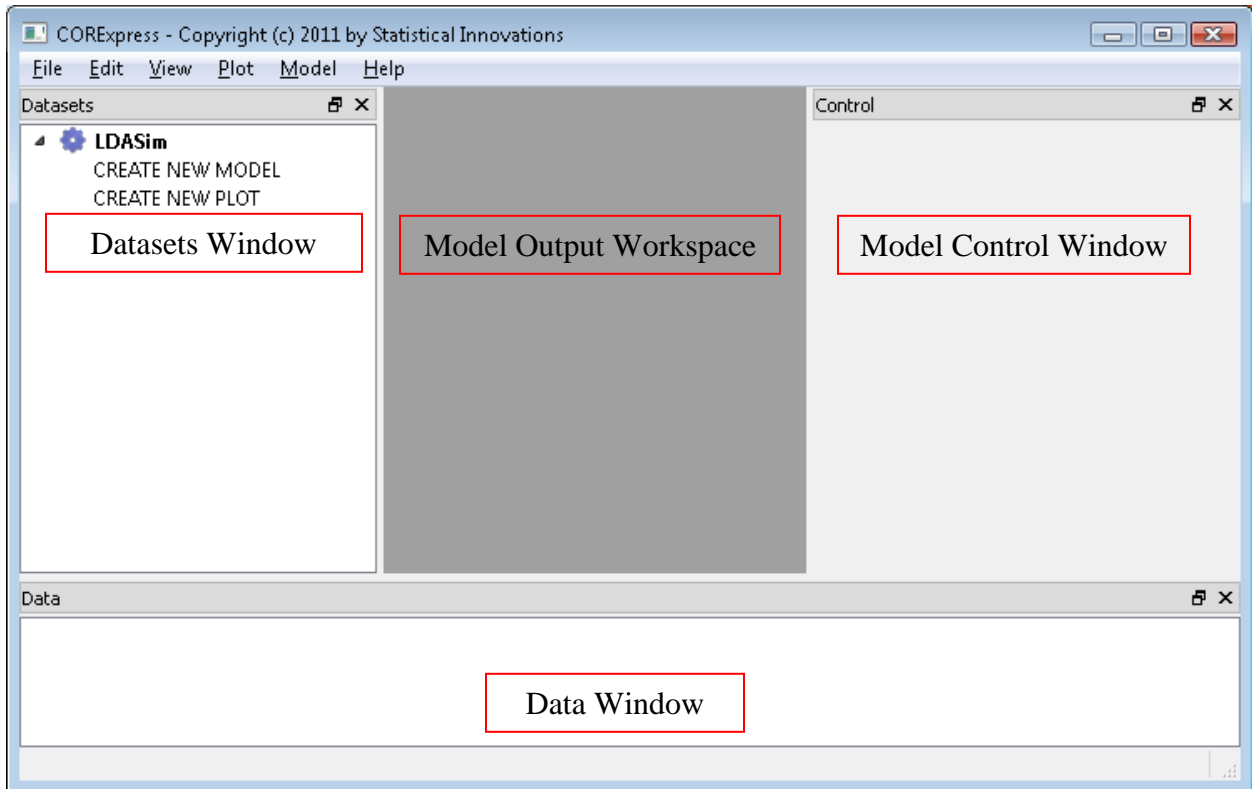 CORExpress - Copyright (c) 2011 by Statistical Innovations
File Edit View Plot Model Help
Datasets
Control
LDASim
CREATE NEW MODEL
CREATE NEW PLOT
Datasets Window
Model Output Workspace
Model Control Window
Data
Data Window